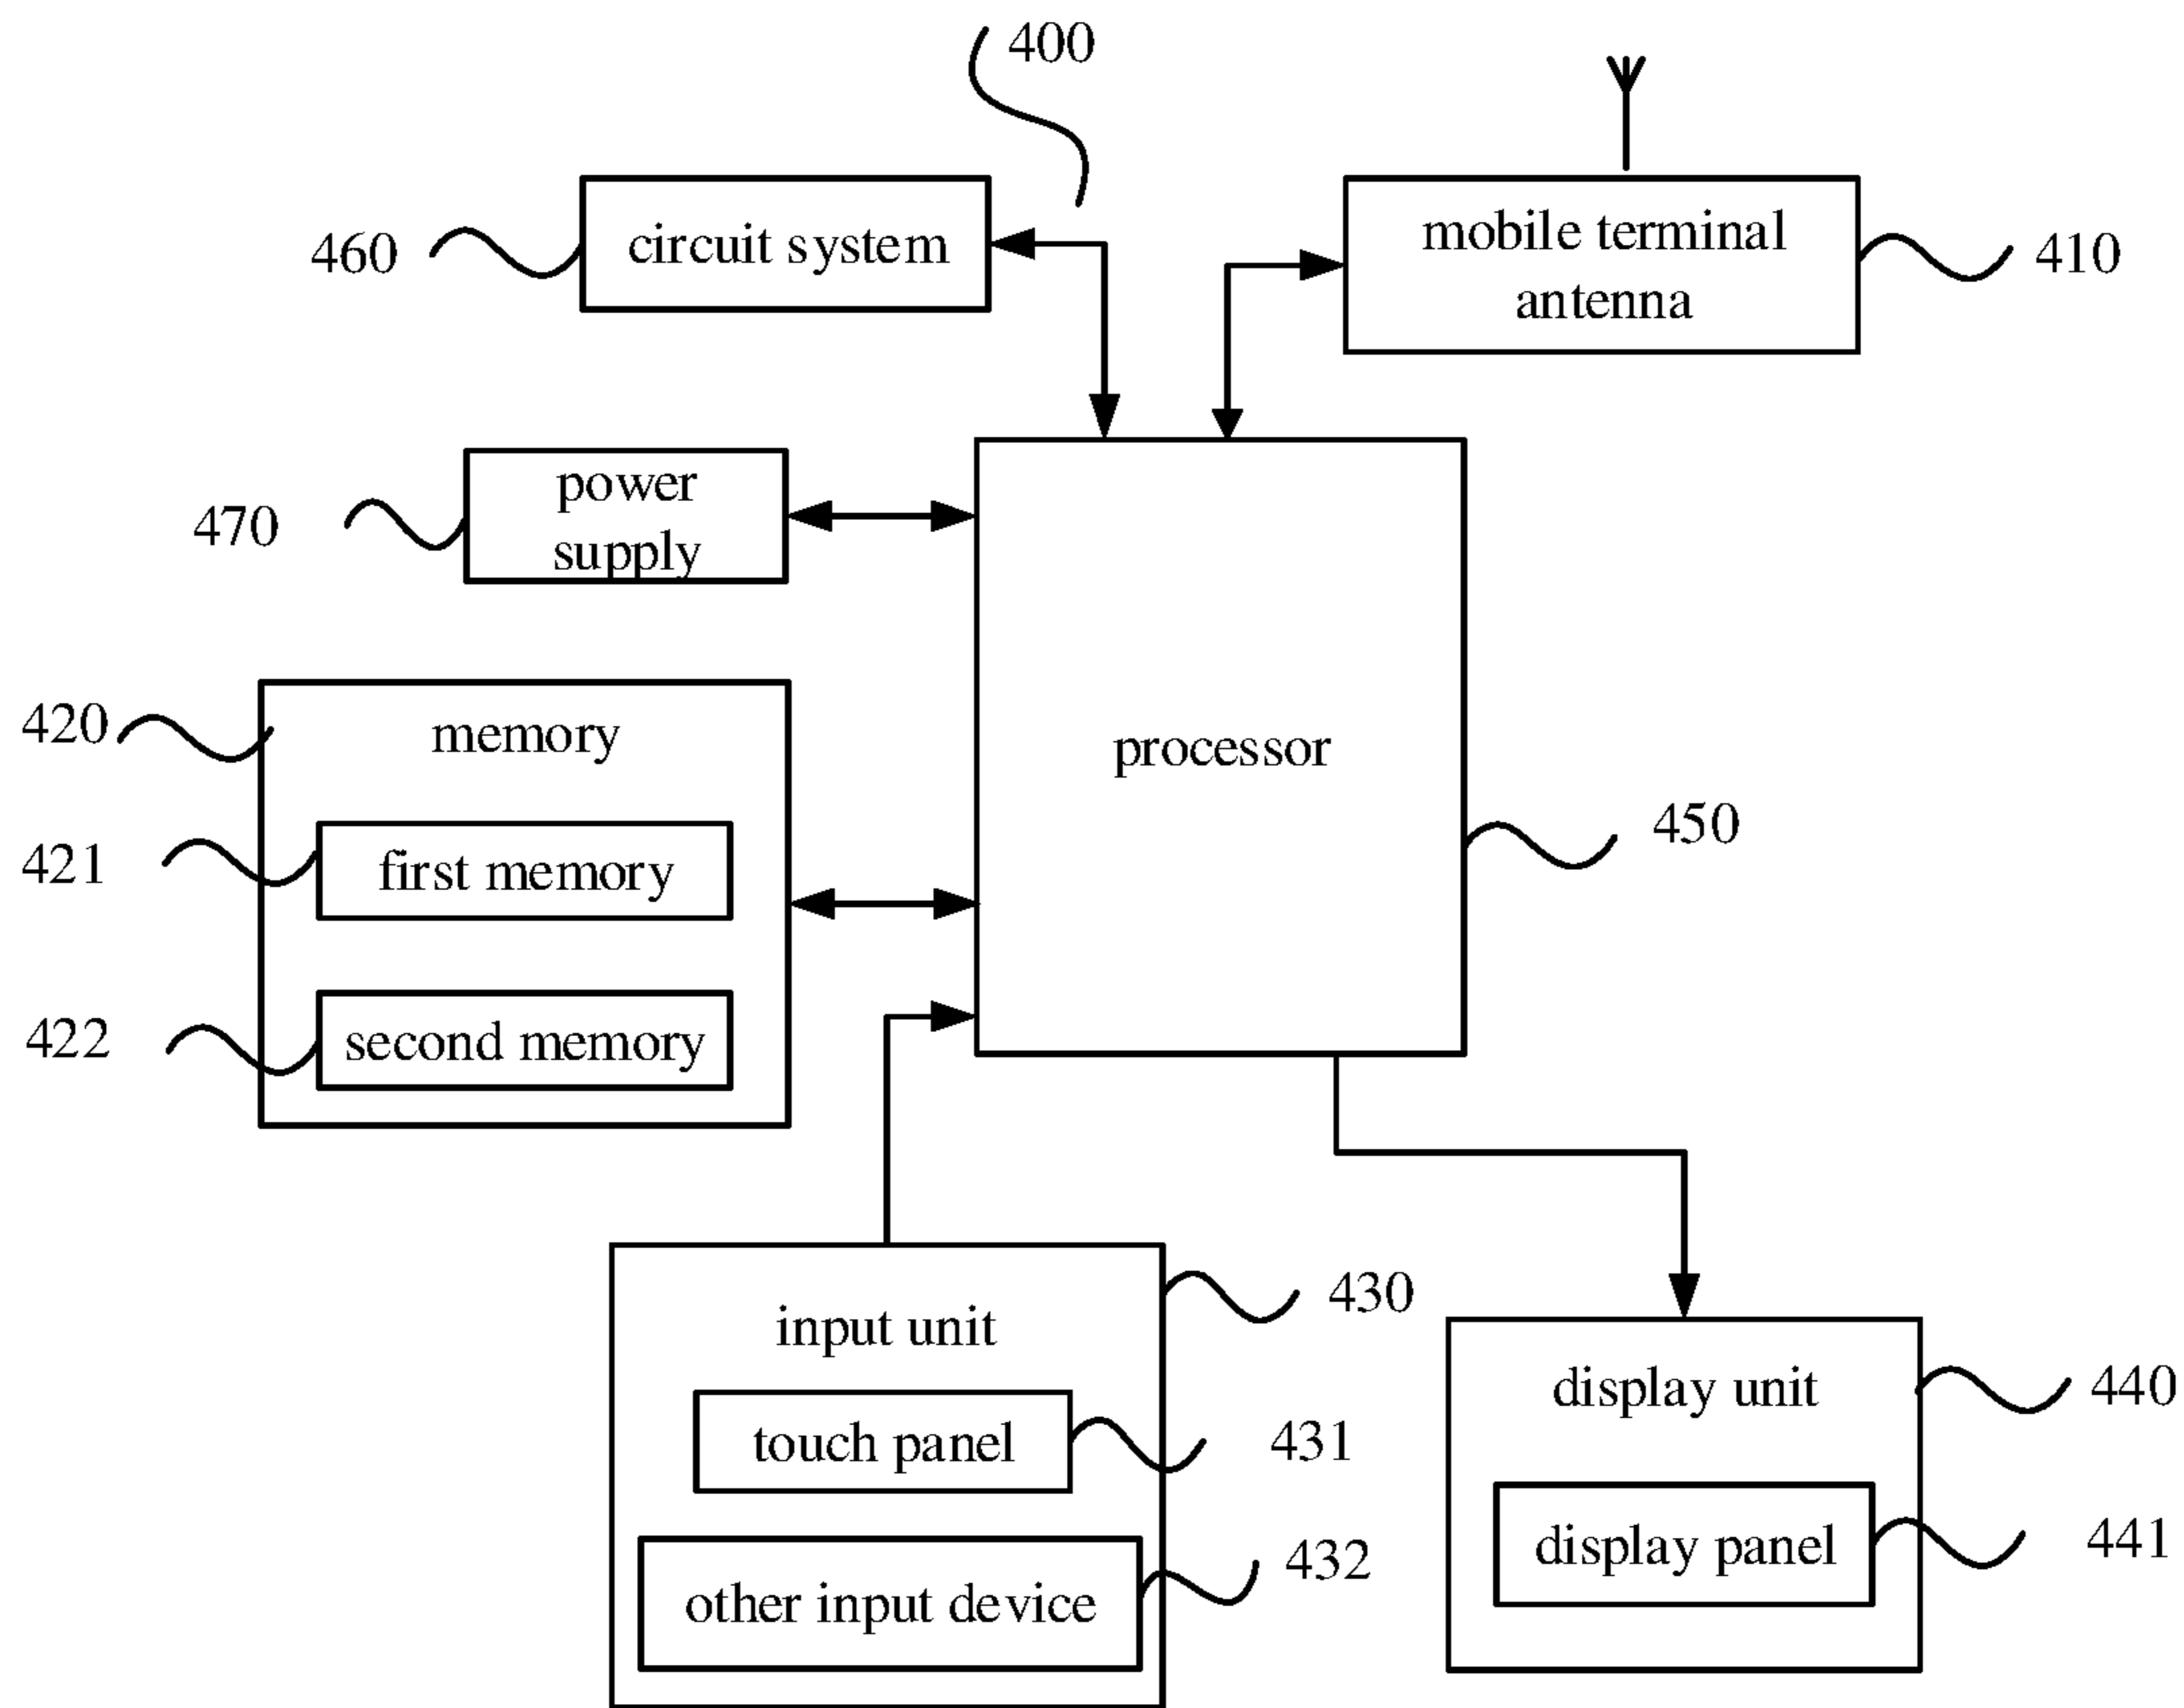 400
460
circuit system
mobile terminal
antenna
410
470
power
supply
processor
450
420
memory
421
first memory
422
second memory
430
input unit
touch panel
431
other input device
432
display unit
440
display panel
441